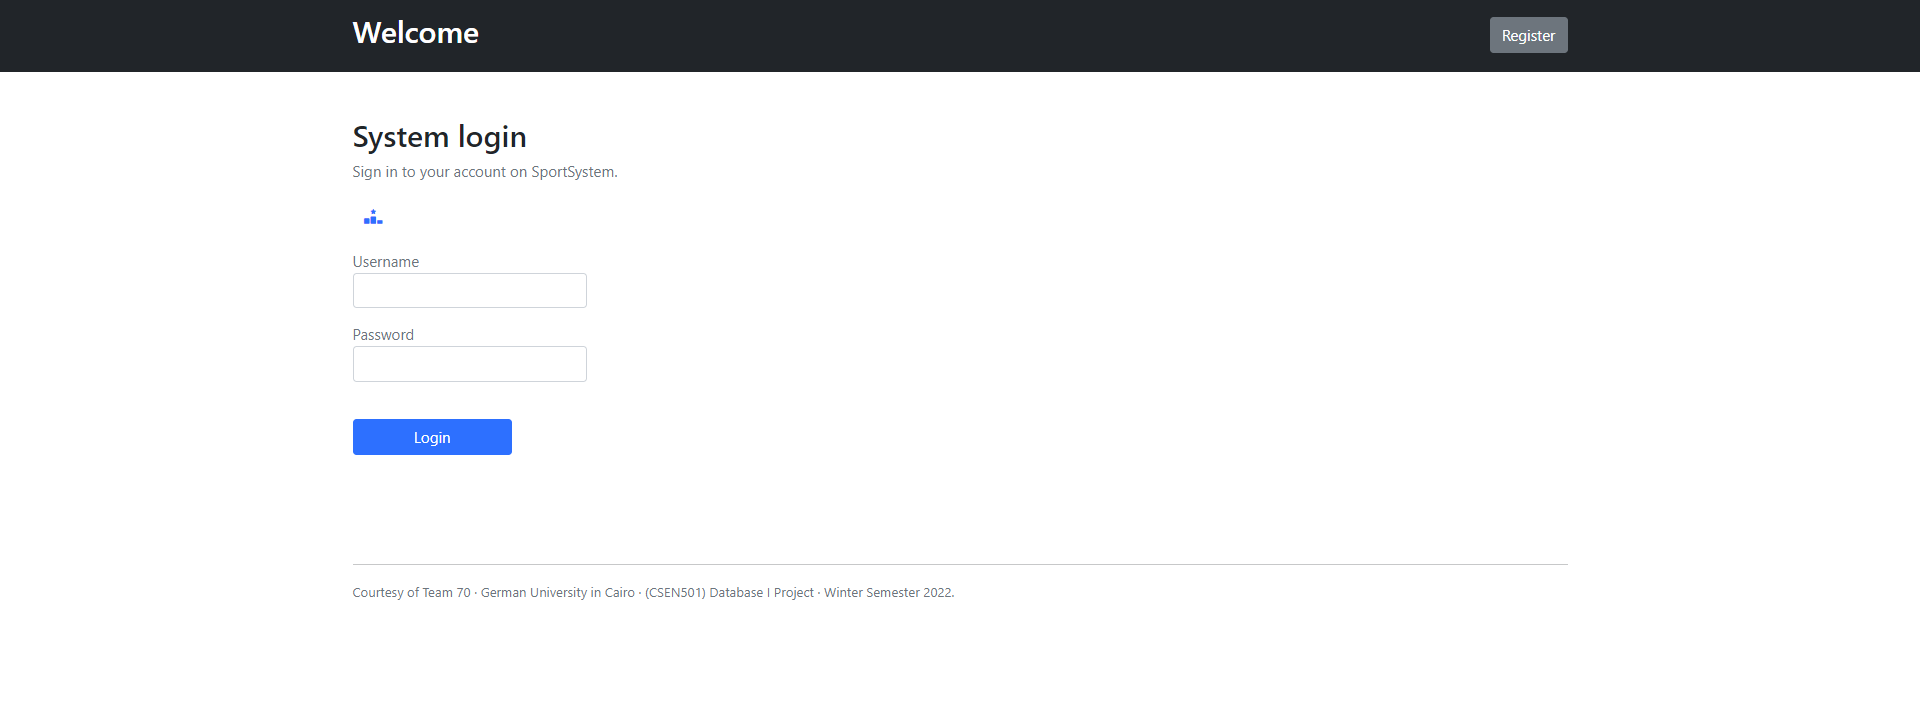 Welcome
Register
System login
Sign in to your account on SportSystem.
Username
Password
Login
Courtesy of Team 70 · German University in Cairo · (CSEN501) Database I Project · Winter Semester 2022.